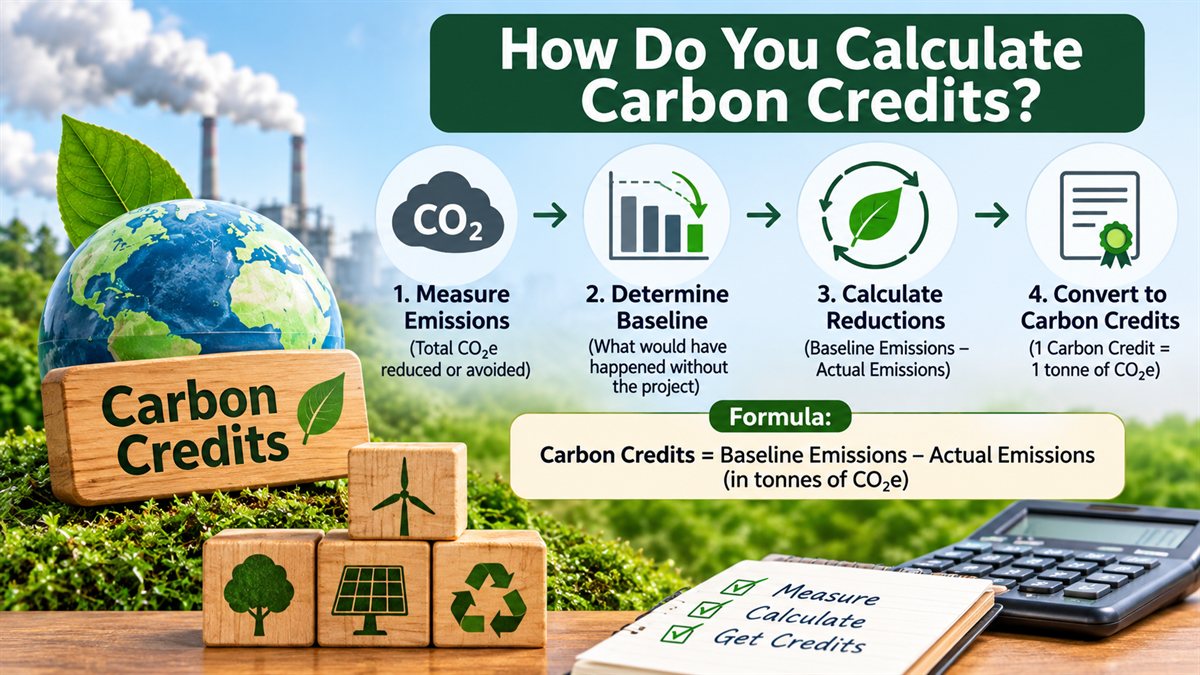 How Do You Calculate
Carbon Credits?
CO₂
1. Measure
Emissions
(Total CO₂e
reduced or avoided)
2. Determine
Baseline
(What would have
happened without
the project)
3. Calculate
Reductions
(Baseline Emissions –
Actual Emissions)
4. Convert to
Carbon Credits
(1 Carbon Credit =
1 tonne of CO₂e)
Formula:
Carbon Credits = Baseline Emissions – Actual Emissions
(in tonnes of CO₂e)
Carbon
Credits
Measure
Calculate
Get Credits